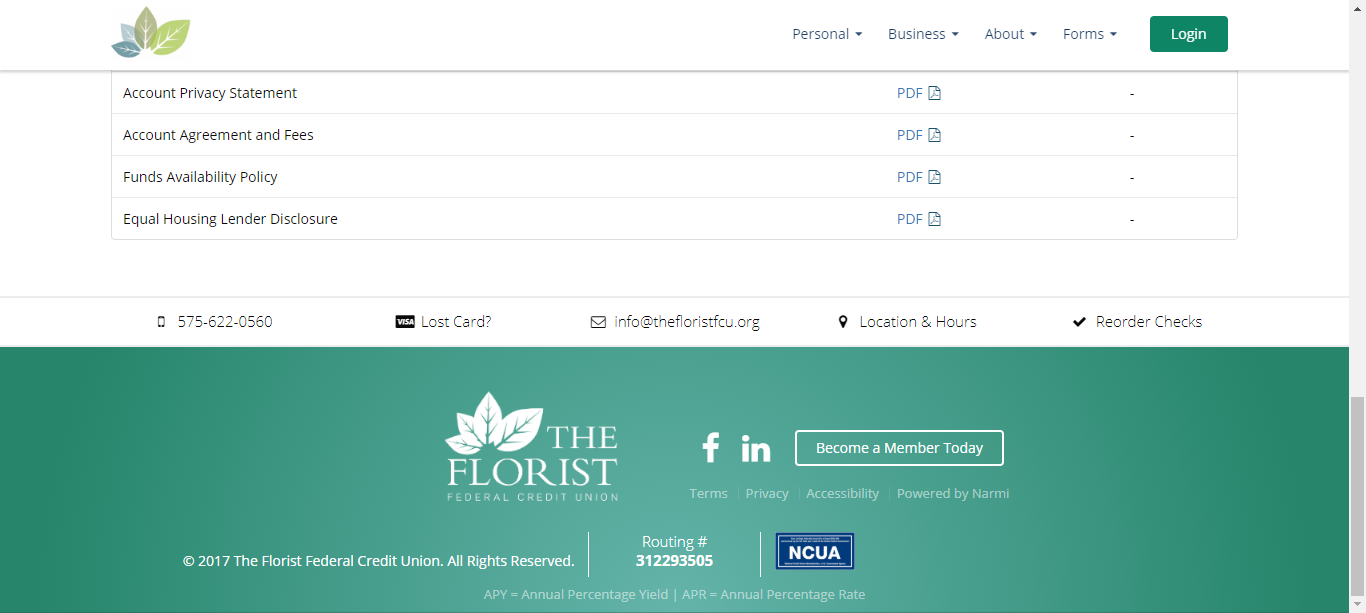 Personal Business About Forms Login
Account Privacy Statement PDF -
Account Agreement and Fees PDF -
Funds Availability Policy PDF -
Equal Housing Lender Disclosure PDF -
575-622-0560 VISA Lost Card? info@thefloristfcu.org Location & Hours Reorder Checks
THE
FLORIST
FEDERAL CREDIT UNION
Become a Member Today
Terms Privacy Accessibility Powered by Narmi
© 2017 The Florist Federal Credit Union. All Rights Reserved.
Routing #
312293505
NCUA
APY = Annual Percentage Yield | APR = Annual Percentage Rate